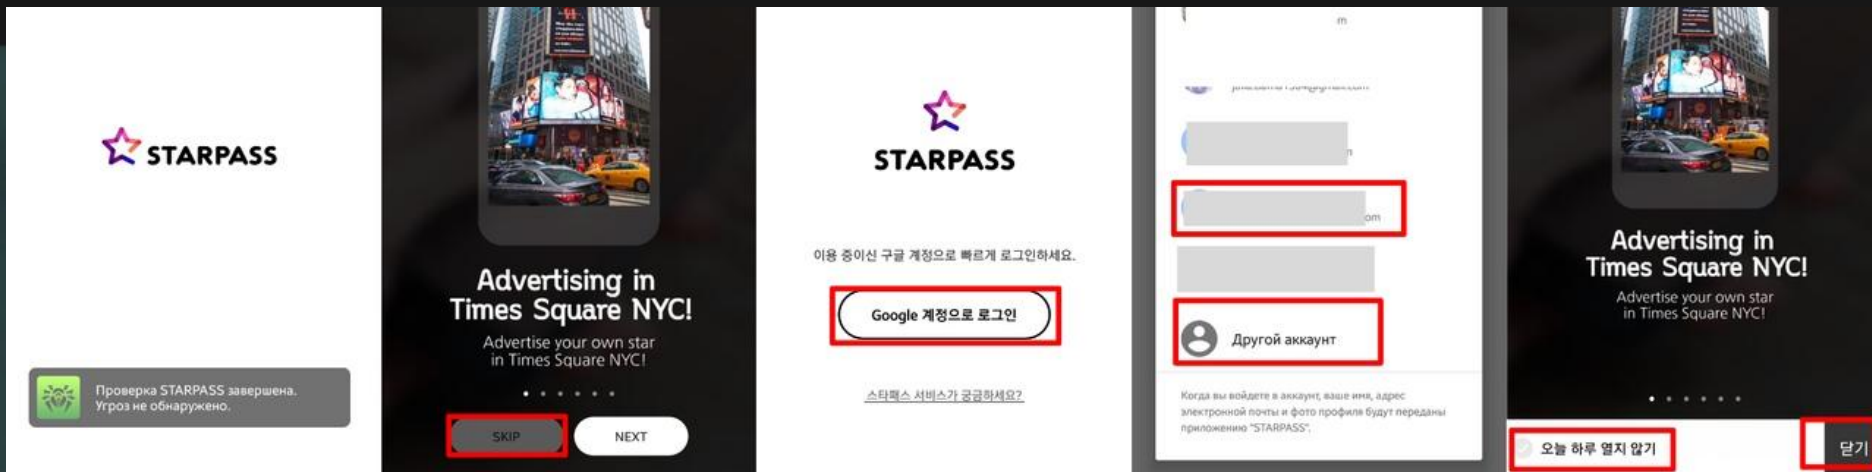 STARPASS
Проверка STARPASS завершена.
Угроз не обнаружено.
Advertising in
Times Square NYC!
Advertise your own star
in Times Square NYC!
SKIP
NEXT
STARPASS
이용 중이신 구글 계정으로 빠르게 로그인하세요.
Google 계정으로 로그인
스타패스 서비스가 궁금하세요?
m
om
Другой аккаунт
Когда вы войдете в аккаунт, ваше имя, адрес
электронной почты и фото профиля будут переданы
приложению "STARPASS".
Advertising in
Times Square NYC!
Advertise your own star
in Times Square NYC!
오늘 하루 열지 않기
닫기